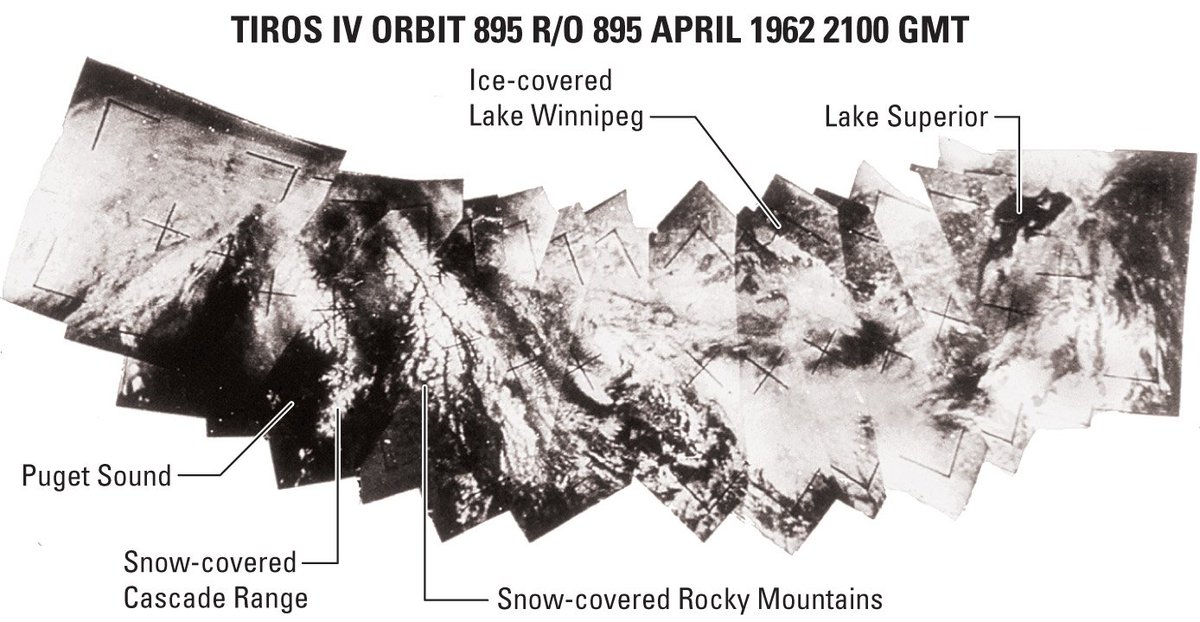 TIROS IV ORBIT 895 R/O 895 APRIL 1962 2100 GMT
Ice-covered
Lake Winnipeg
Lake Superior
Puget Sound
Snow-covered
Cascade Range
Snow-covered Rocky Mountains